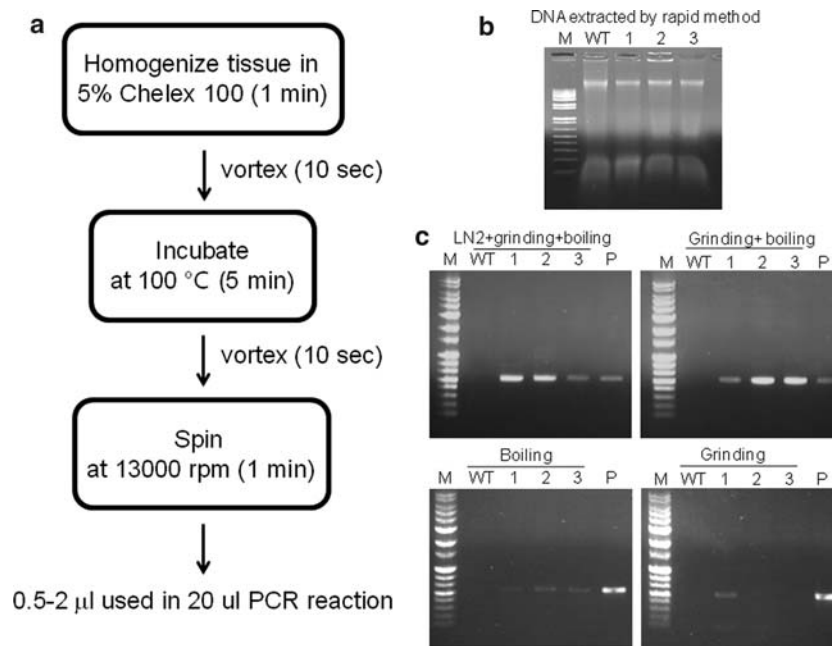 a
Homogenize tissue in
5% Chelex 100 (1 min)
vortex (10 sec)
Incubate
at 100 °C (5 min)
vortex (10 sec)
Spin
at 13000 rpm (1 min)
0.5-2 µl used in 20 ul PCR reaction
b
DNA extracted by rapid method
M WT 1 2 3
c
LN2+grinding+boiling
M WT 1 2 3 P
Grinding+ boiling
M WT 1 2 3 P
Boiling
M WT 1 2 3 P
Grinding
M WT 1 2 3 P